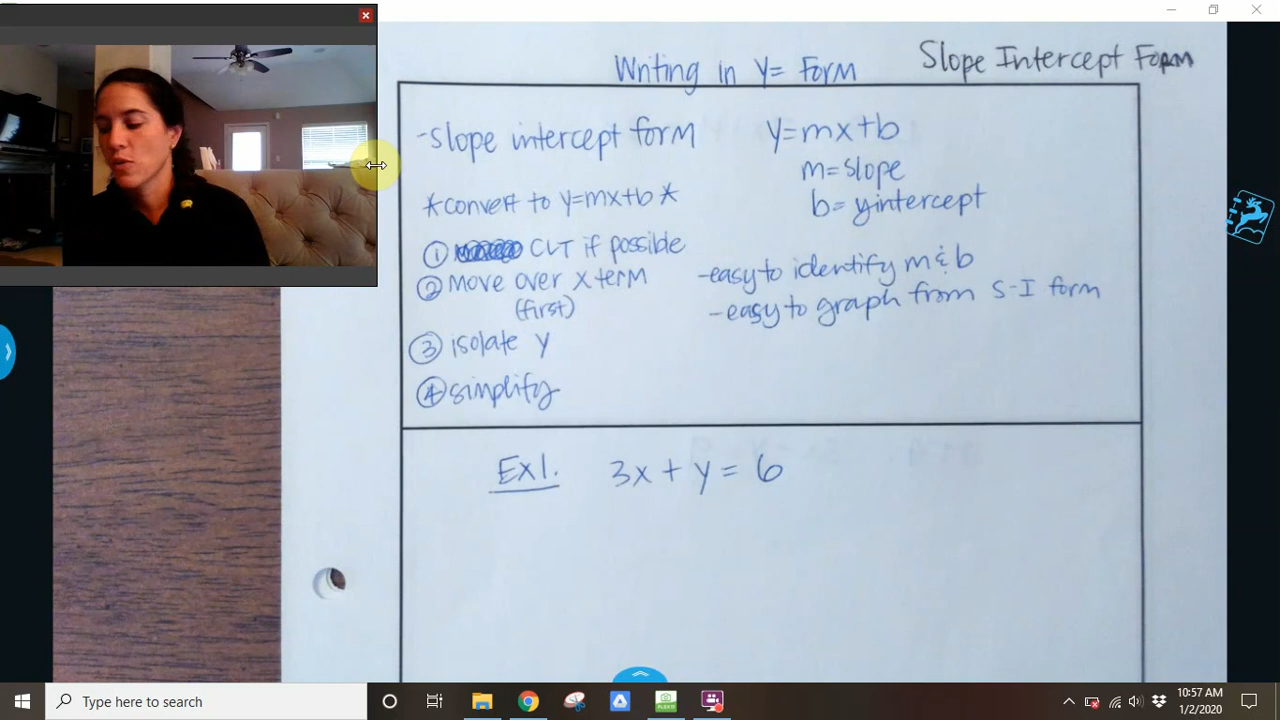 Writing in Y= Form
Slope Intercept Form
-slope intercept form
y=mx+b
m=slope
b=yintercept
*convert to y=mx+b*
① CLT if possible
② move over x term
(first)
③ isolate y
④ simplify
-easy to identify m & b
-easy to graph from S-I form
Ex1. 3x + y = 6
Type here to search
10:57 AM
1/2/2020